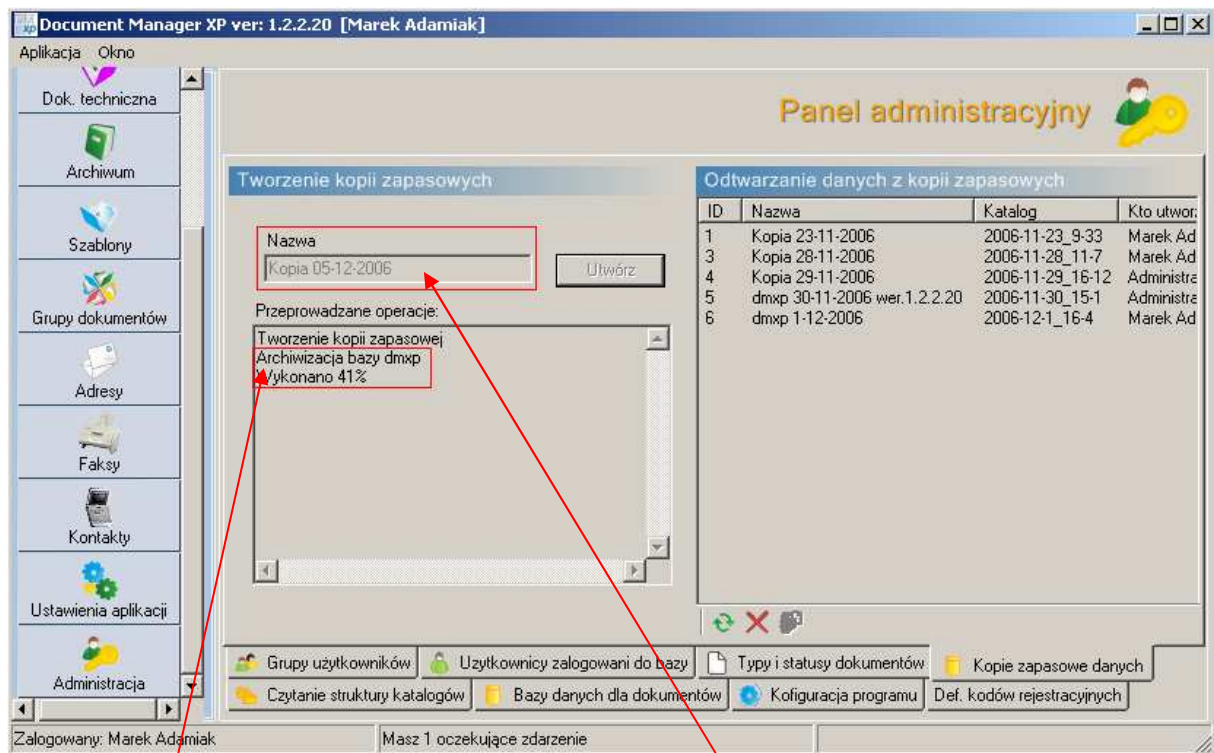 Document Manager XP ver: 1.2.2.20 [Marek Adamiak]
Aplikacja Okno
Dok. techniczna
Archiwum
Szablony
Grupy dokumentów
Adresy
Faksy
Kontakty
Ustawienia aplikacji
Administracja
Panel administracyjny
Tworzenie kopii zapasowych
Nazwa
Kopia 05-12-2006
Utwórz
Przeprowadzane operacje:
Tworzenie kopii zapasowej
Archiwizacja bazy dmxp
Wykonano 41%
Odtwarzanie danych z kopii zapasowych
ID Nazwa Katalog Kto utworz
1 Kopia 23-11-2006 2006-11-23_9-33 Marek Ad
3 Kopia 28-11-2006 2006-11-28_11-7 Marek Ad
4 Kopia 29-11-2006 2006-11-29_16-12 Administra
5 dmxp 30-11-2006 wer.1.2.2.20 2006-11-30_15-1 Administra
6 dmxp 1-12-2006 2006-12-1_16-4 Marek Ad
Grupy użytkowników Uzytkownicy zalogowani do bazy Typy i statusy dokumentów Kopie zapasowe danych
Czytanie struktury katalogów Bazy danych dla dokumentów Kofiguracja programu Def. kodów rejestracyjnych
Zalogowany: Marek Adamiak Masz 1 oczekujące zdarzenie